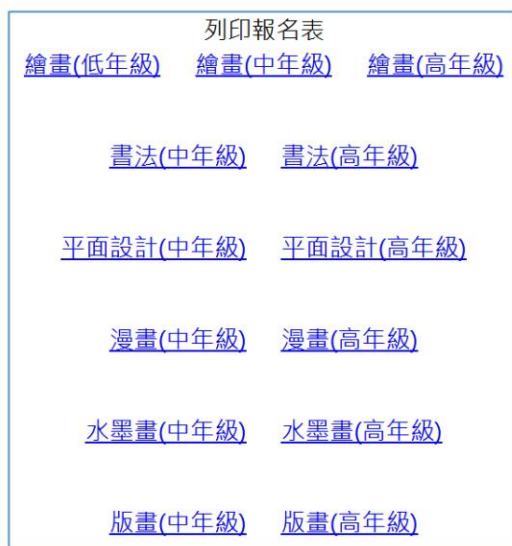 列印報名表
繪畫(低年級) 繪畫(中年級) 繪畫(高年級)
書法(中年級) 書法(高年級)
平面設計(中年級) 平面設計(高年級)
漫畫(中年級) 漫畫(高年級)
水墨畫(中年級) 水墨畫(高年級)
版畫(中年級) 版畫(高年級)